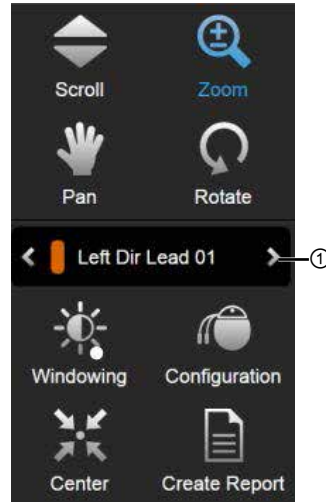 Scroll Zoom
Pan Rotate
Left Dir Lead 01 ①
Windowing Configuration
Center Create Report